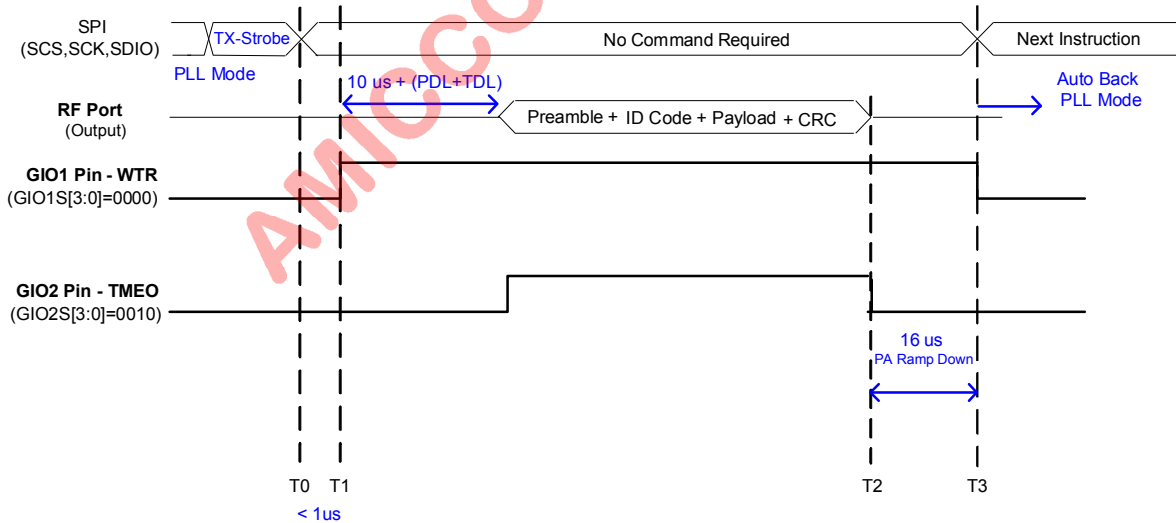 SPI
(SCS,SCK,SDIO)
TX-Strobe
No Command Required
Next Instruction
PLL Mode
10 us + (PDL+TDL)
Auto Back
PLL Mode
RF Port
(Output)
Preamble + ID Code + Payload + CRC
GIO1 Pin - WTR
(GIO1S[3:0]=0000)
GIO2 Pin - TMEO
(GIO2S[3:0]=0010)
16 us
PA Ramp Down
T0 T1 T2 T3
< 1us
AMICCO